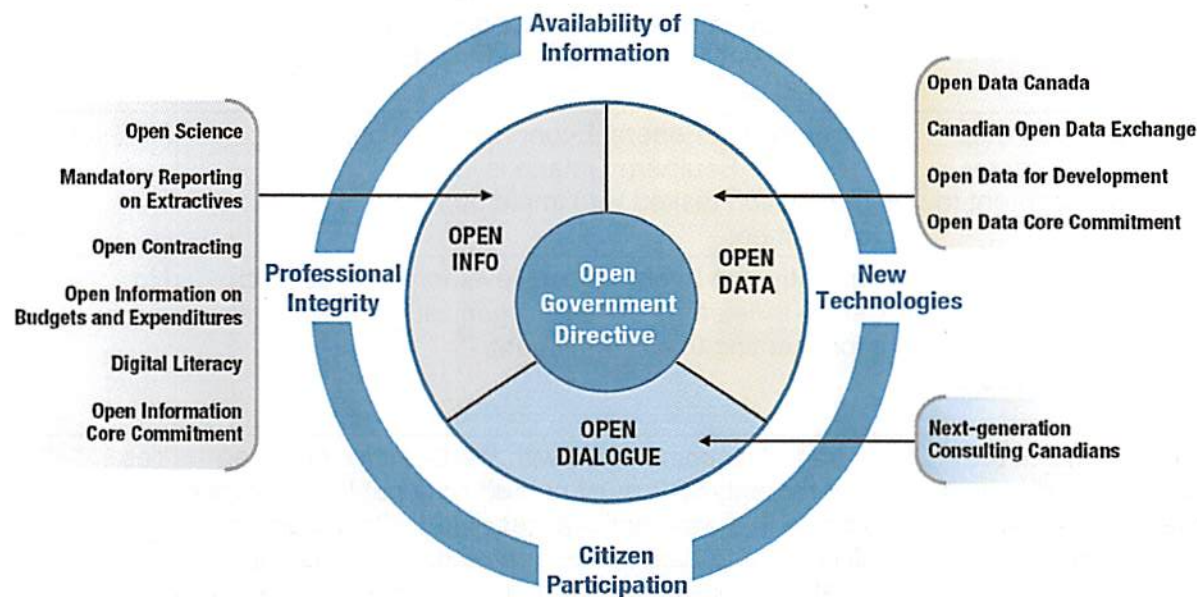 Availability of
Information
Open Science
Mandatory Reporting
on Extractives
Open Contracting
Open Information on
Budgets and Expenditures
Digital Literacy
Open Information
Core Commitment
Professional
Integrity
OPEN
INFO
Open
Government
Directive
OPEN
DATA
OPEN
DIALOGUE
New
Technologies
Open Data Canada
Canadian Open Data Exchange
Open Data for Development
Open Data Core Commitment
Next-generation
Consulting Canadians
Citizen
Participation